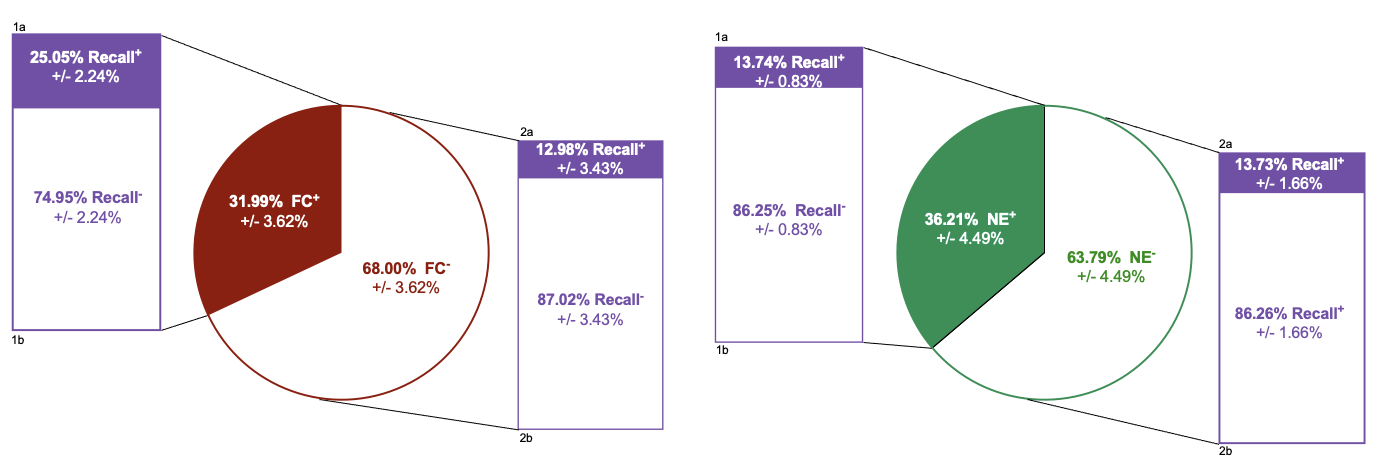 1a
25.05% Recall⁺
+/- 2.24%
74.95% Recall⁻
+/- 2.24%
1b
31.99% FC⁺
+/- 3.62%
68.00% FC⁻
+/- 3.62%
2a
12.98% Recall⁺
+/- 3.43%
87.02% Recall⁻
+/- 3.43%
2b
1a
13.74% Recall⁺
+/- 0.83%
86.25% Recall⁻
+/- 0.83%
1b
36.21% NE⁺
+/- 4.49%
63.79% NE⁻
+/- 4.49%
2a
13.73% Recall⁺
+/- 1.66%
86.26% Recall⁺
+/- 1.66%
2b